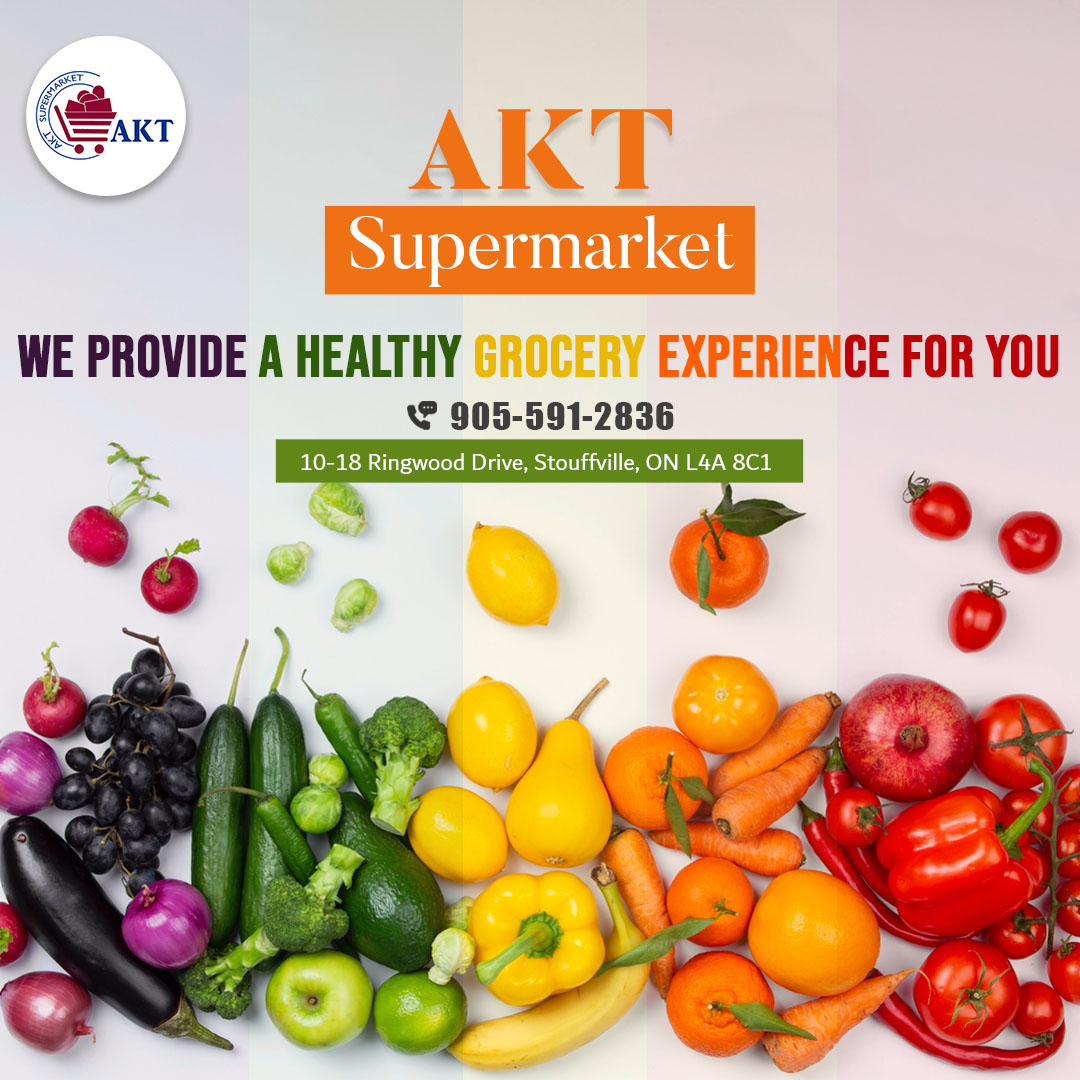 AKT SUPERMARKET
AKT
AKT
Supermarket
WE PROVIDE A HEALTHY GROCERY EXPERIENCE FOR YOU
905-591-2836
10-18 Ringwood Drive, Stouffville, ON L4A 8C1